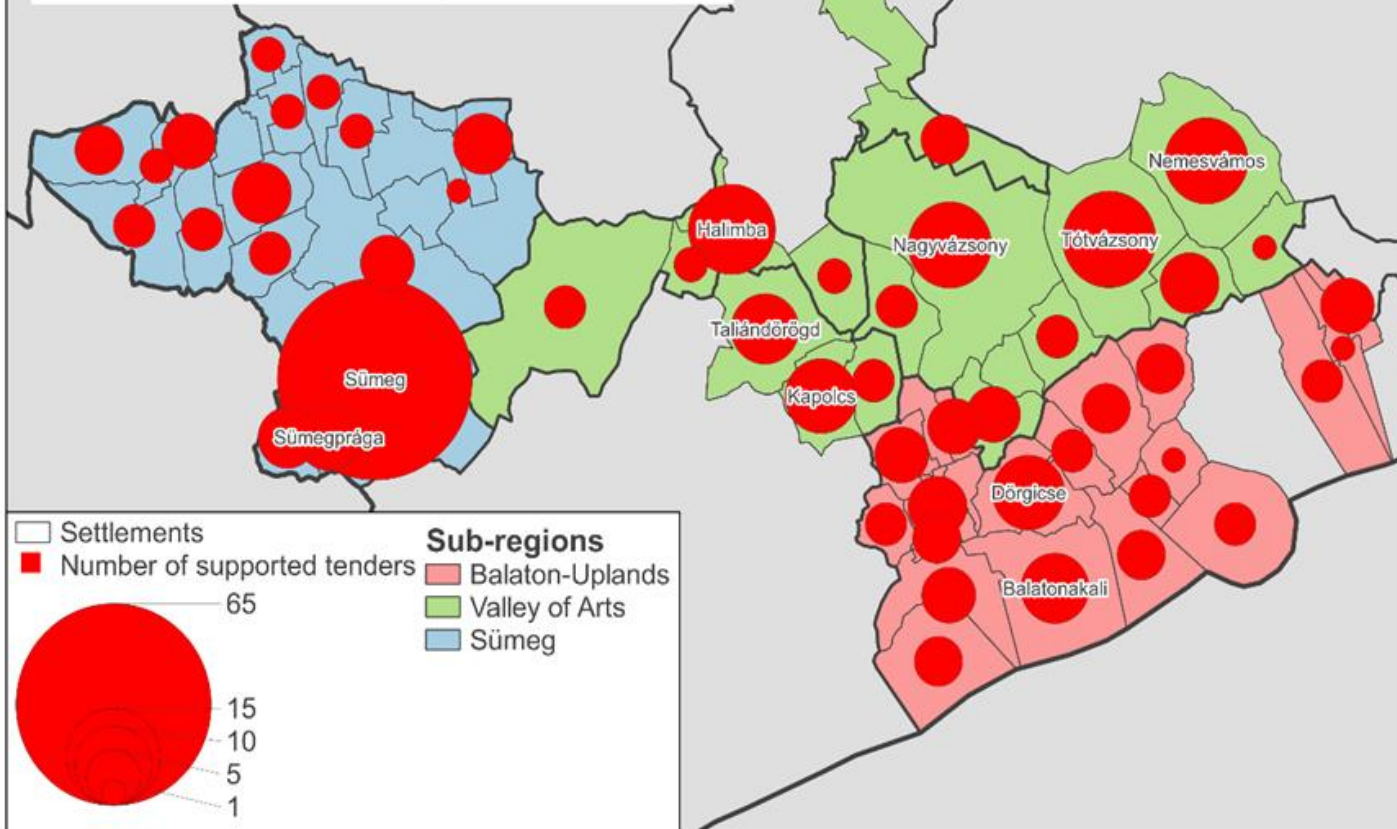 Nemesvámos
Halimba
Nagyvázsony
Tótvázsony
Taliándörögd
Sümeg
Kapolcs
Sümegprága
Dörgicse
Balatonakali
Settlements
Number of supported tenders
65
15
10
5
1
Sub-regions
Balaton-Uplands
Valley of Arts
Sümeg